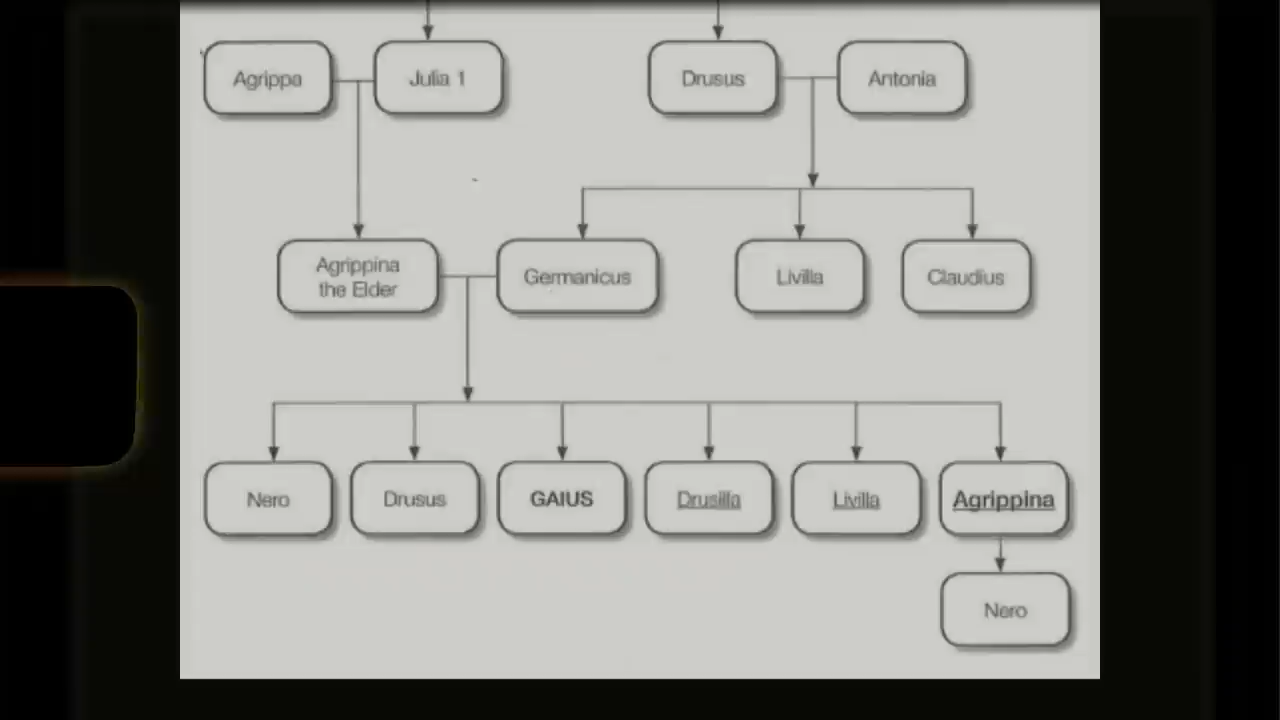 Agrippa
Julia 1
Drusus
Antonia
Agrippina
the Elder
Germanicus
Livilla
Claudius
Nero
Drusus
GAIUS
Drusilla
Livilla
Agrippina
Nero